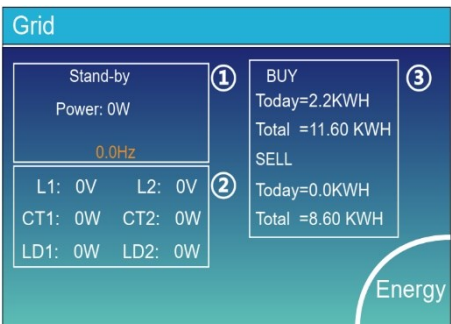 Grid
Stand-by
Power: 0W
0.0Hz
①
L1: 0V L2: 0V
CT1: 0W CT2: 0W
LD1: 0W LD2: 0W
②
BUY
Today=2.2KWH
Total =11.60 KWH
SELL
Today=0.0KWH
Total =8.60 KWH
③
Energy